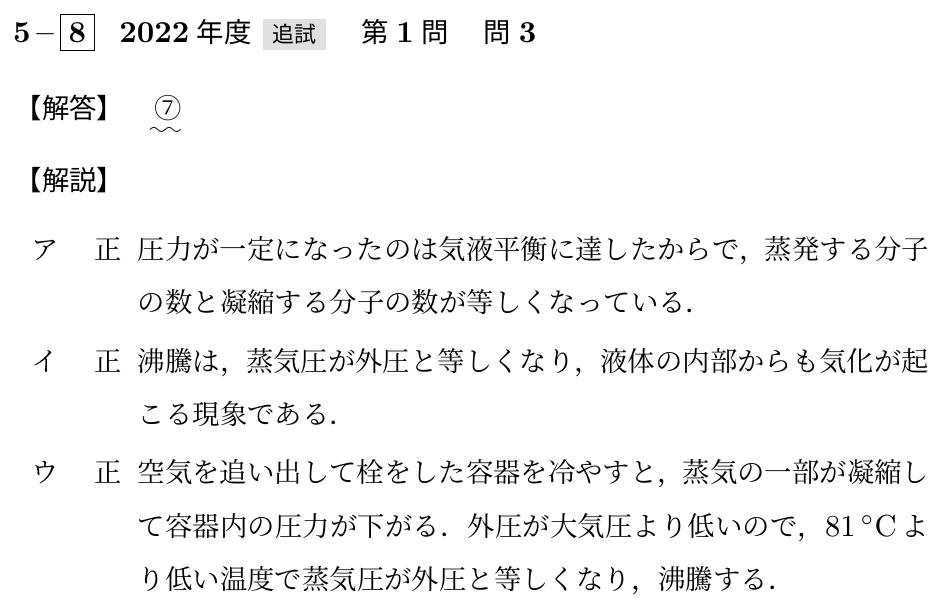 5-8 2022年度 追試 第1問 問3
【解答】 ⑦
【解説】
ア 正 圧力が一定になったのは気液平衡に達したからで，蒸発する分子
の数と凝縮する分子の数が等しくなっている．
イ 正 沸騰は，蒸気圧が外圧と等しくなり，液体の内部からも気化が起
こる現象である．
ウ 正 空気を追い出して栓をした容器を冷やすと，蒸気の一部が凝縮し
て容器内の圧力が下がる．外圧が大気圧より低いので，81°Cよ
り低い温度で蒸気圧が外圧と等しくなり，沸騰する．